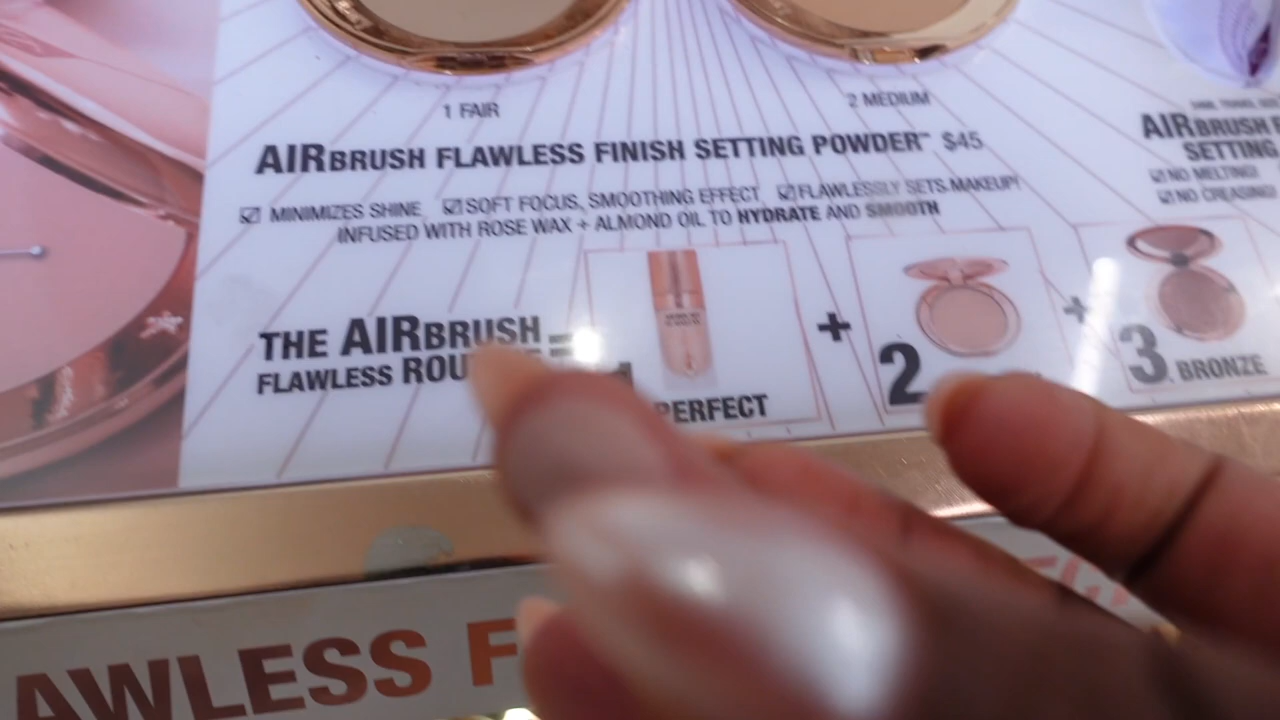 1 FAIR
2 MEDIUM
AIRBRUSH FLAWLESS FINISH SETTING POWDER™ $45
☑ MINIMIZES SHINE ☑ SOFT FOCUS, SMOOTHING EFFECT ☑ FLAWLESSLY SETS MAKEUP!
INFUSED WITH ROSE WAX + ALMOND OIL TO HYDRATE AND SMOOTH
AIRBRUSH
SETTING
☑ NO MELTING!
☑ NO CREASING!
THE AIRBRUSH =
FLAWLESS ROU
PERFECT
+
2
+
3. BRONZE
AWLESS F